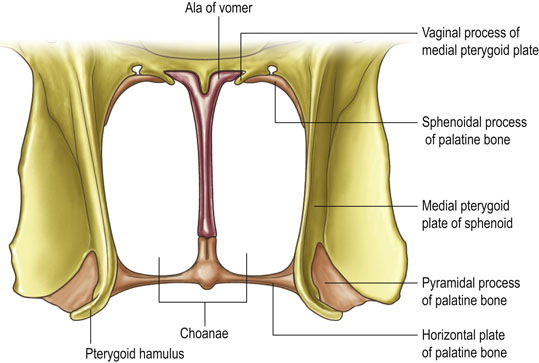 Ala of vomer
Vaginal process of
medial pterygoid plate
Sphenoidal process
of palatine bone
Medial pterygoid
plate of sphenoid
Pyramidal process
of palatine bone
Horizontal plate
of palatine bone
Choanae
Pterygoid hamulus